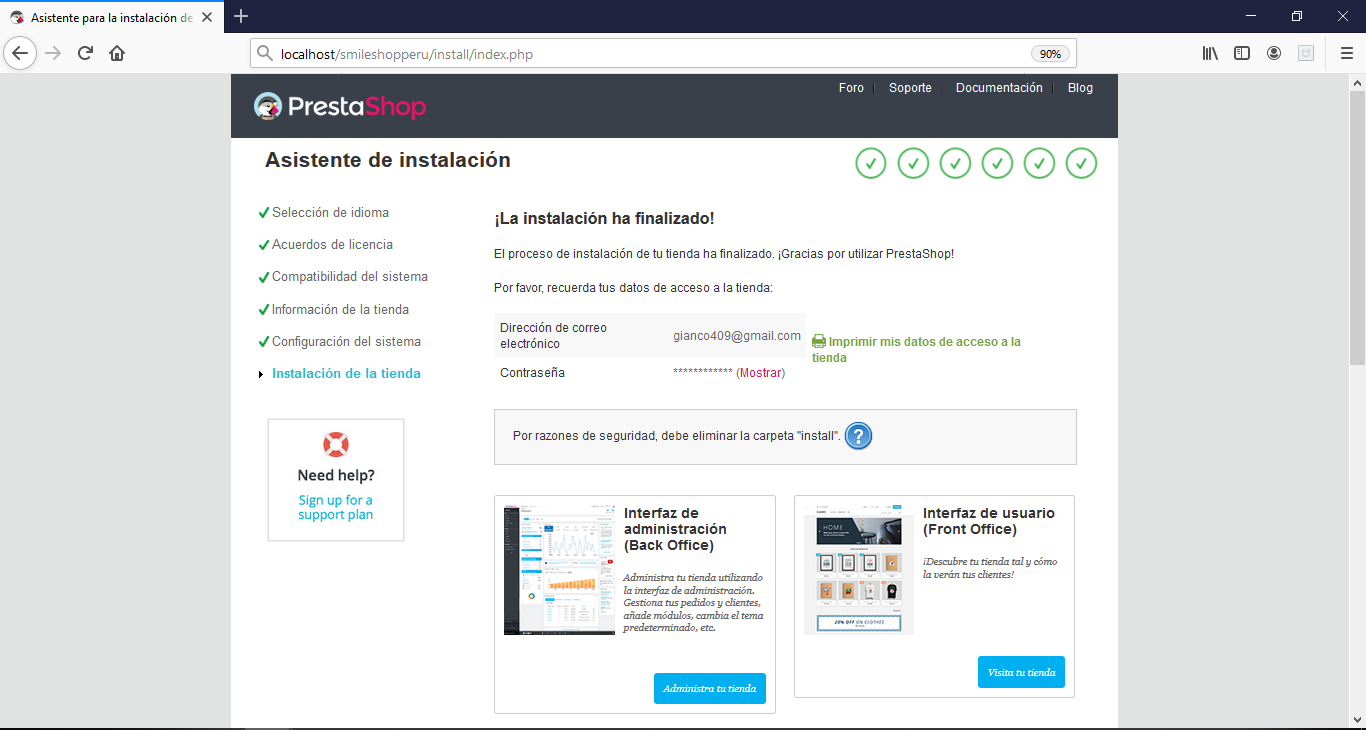 Asistente para la instalación de
localhost/smileshopperu/install/index.php
90%
PrestaShop
Foro
Soporte
Documentación
Blog
Asistente de instalación
Selección de idioma
Acuerdos de licencia
Compatibilidad del sistema
Información de la tienda
Configuración del sistema
Instalación de la tienda
Need help?
Sign up for a
support plan
¡La instalación ha finalizado!
El proceso de instalación de tu tienda ha finalizado. ¡Gracias por utilizar PrestaShop!
Por favor, recuerda tus datos de acceso a la tienda:
Dirección de correo
electrónico
gianco409@gmail.com
Imprimir mis datos de acceso a la
tienda
Contraseña
************ (Mostrar)
Por razones de seguridad, debe eliminar la carpeta "install".
?
Interfaz de
administración
(Back Office)
Administra tu tienda utilizando
la interfaz de administración.
Gestiona tus pedidos y clientes,
añade módulos, cambia el tema
predeterminado, etc.
Administra tu tienda
HOME
20% OFF ON CLOTHES
Interfaz de usuario
(Front Office)
¡Descubre tu tienda tal y cómo
la verán tus clientes!
Visita tu tienda